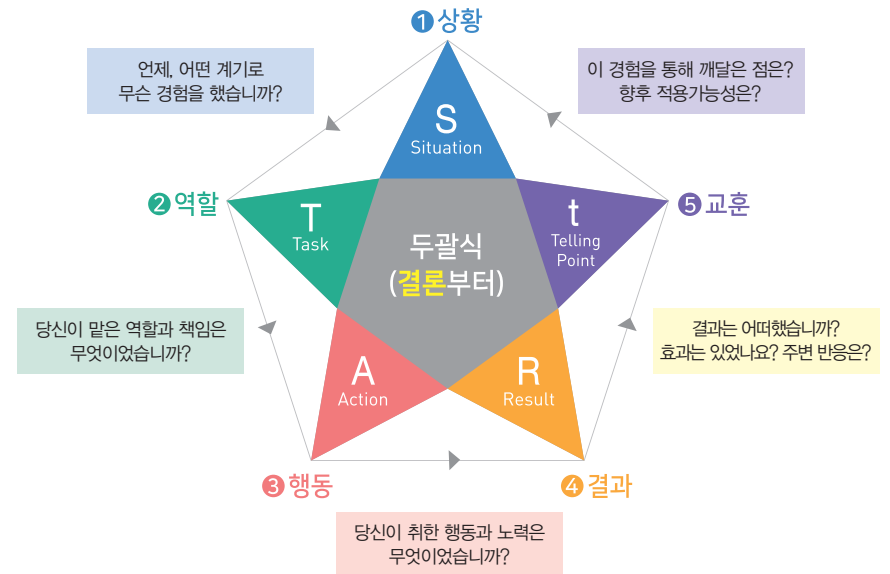 ❶상황
언제, 어떤 계기로
무슨 경험을 했습니까?
이 경험을 통해 깨달은 점은?
향후 적용가능성은?
S
Situation
❷역할
T
Task
t
Telling
Point
❺교훈
두괄식
(결론부터)
당신이 맡은 역할과 책임은
무엇이었습니까?
결과는 어떠했습니까?
효과는 있었나요? 주변 반응은?
A
Action
R
Result
❸행동
❹결과
당신이 취한 행동과 노력은
무엇이었습니까?